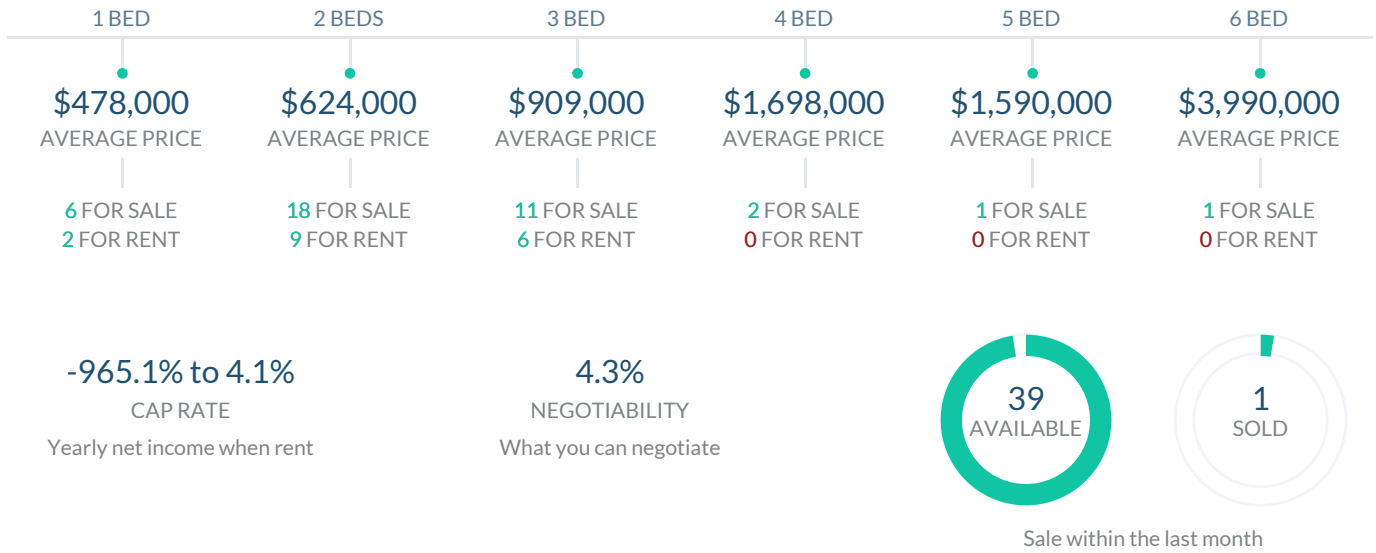 1 BED
2 BEDS
3 BED
4 BED
5 BED
6 BED
$478,000
$624,000
$909,000
$1,698,000
$1,590,000
$3,990,000
AVERAGE PRICE
AVERAGE PRICE
AVERAGE PRICE
AVERAGE PRICE
AVERAGE PRICE
AVERAGE PRICE
6 FOR SALE
18 FOR SALE
11 FOR SALE
2 FOR SALE
1 FOR SALE
1 FOR SALE
2 FOR RENT
9 FOR RENT
6 FOR RENT
0 FOR RENT
0 FOR RENT
0 FOR RENT
-965.1% to 4.1%
CAP RATE
Yearly net income when rent
4.3%
NEGOTIABILITY
What you can negotiate
39
AVAILABLE
1
SOLD
Sale within the last month